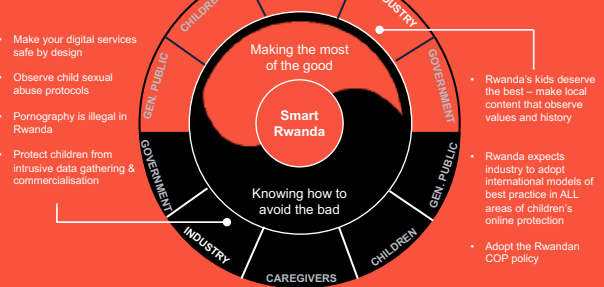 • Make your digital services
safe by design
• Observe child sexual
abuse protocols
• Pornography is illegal in
Rwanda
• Protect children from
intrusive data gathering &
commercialisation
CHILDREN
INDUSTRY
GEN. PUBLIC
GOVERNMENT
Making the most
of the good
Smart
Rwanda
Knowing how to
avoid the bad
GOVERNMENT
GEN. PUBLIC
INDUSTRY
CHILDREN
CAREGIVERS
• Rwanda's kids deserve
the best – make local
content that observe
values and history
• Rwanda expects
industry to adopt
international models of
best practice in ALL
areas of children's
online protection
• Adopt the Rwandan
COP policy